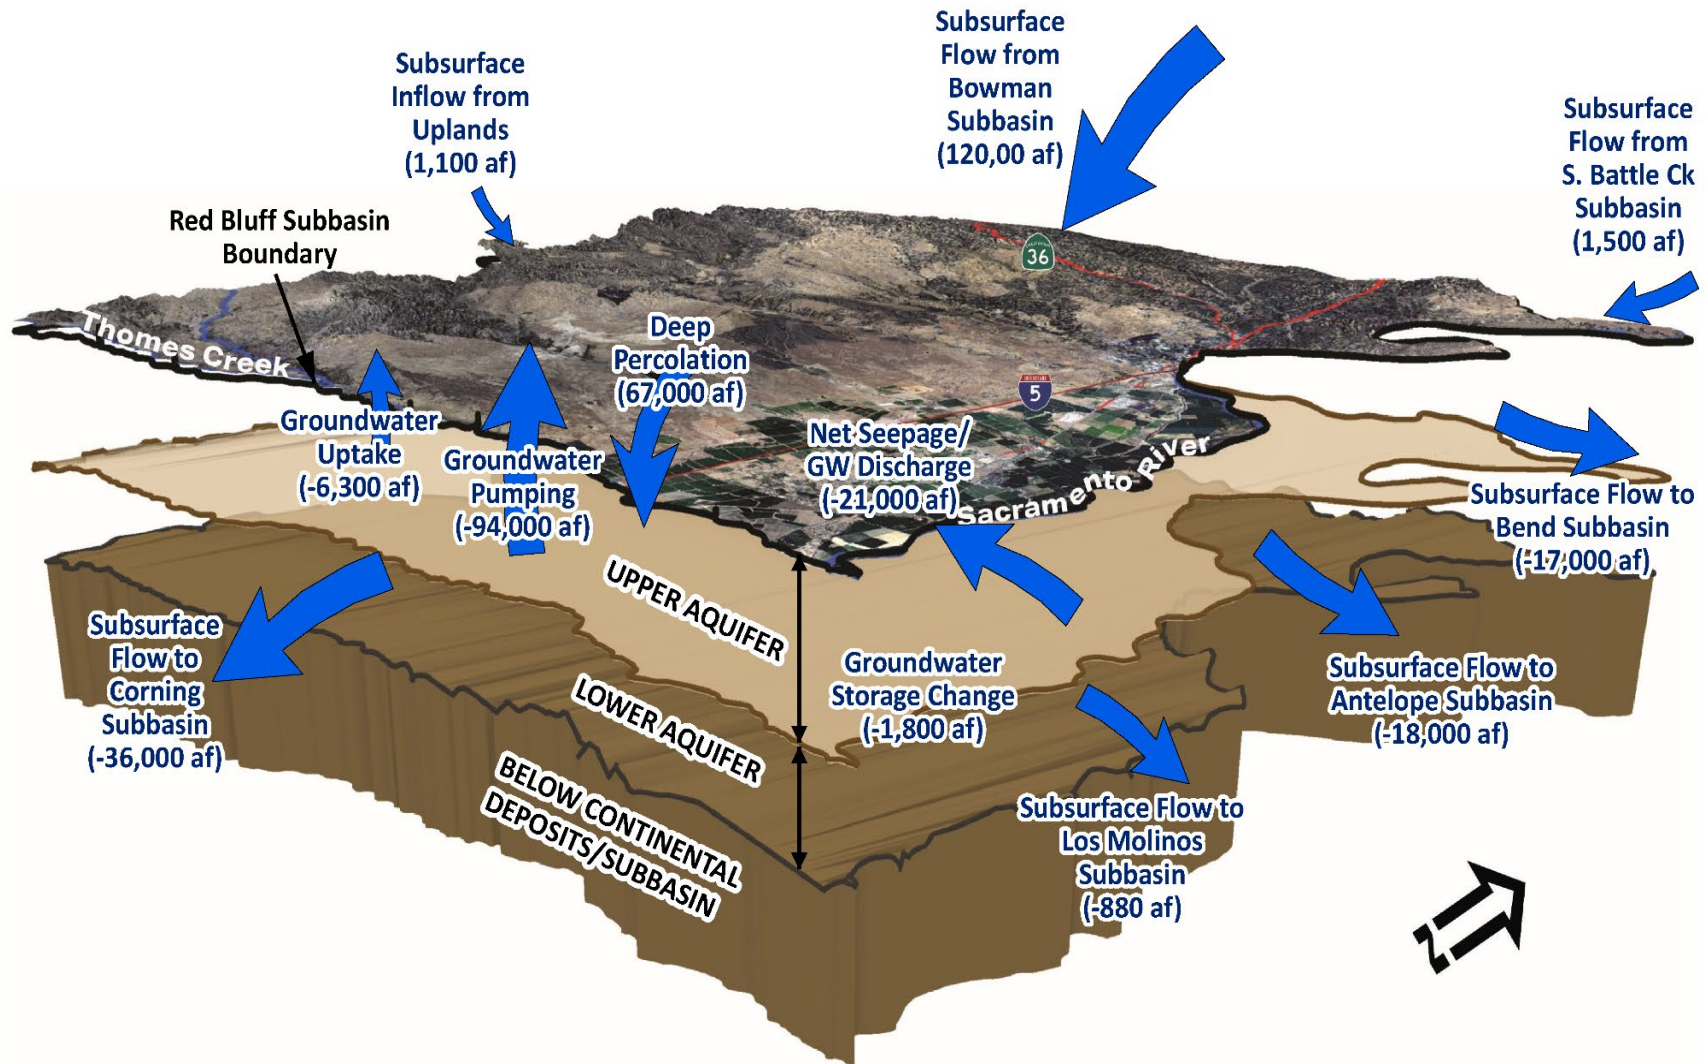 Subsurface
Flow from
Bowman
Subbasin
(120,00 af)
Subsurface
Inflow from
Uplands
(1,100 af)
Subsurface
Flow from
S. Battle Ck
Subbasin
(1,500 af)
Red Bluff Subbasin
Boundary
CALIFORNIA
36
Thomes Creek
Deep
Percolation
(67,000 af)
INTERSTATE
5
Groundwater
Uptake
(-6,300 af)
Groundwater
Pumping
(-94,000 af)
Net Seepage/
GW Discharge
(-21,000 af)
Sacramento River
Subsurface Flow to
Bend Subbasin
(-17,000 af)
UPPER AQUIFER
Subsurface
Flow to
Corning
Subbasin
(-36,000 af)
Groundwater
Storage Change
(-1,800 af)
Subsurface Flow to
Antelope Subbasin
(-18,000 af)
LOWER AQUIFER
BELOW CONTINENTAL
DEPOSITS/SUBBASIN
Subsurface Flow to
Los Molinos
Subbasin
(-880 af)
N